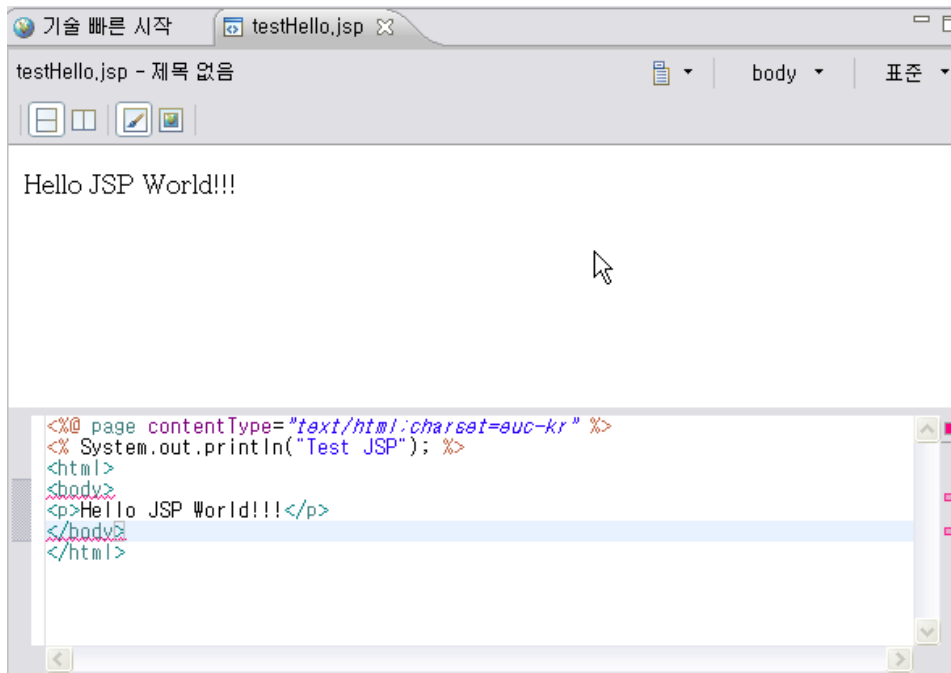 기술 빠른 시작 testHello.jsp
testHello.jsp - 제목 없음 body 표준
Hello JSP World!!!
<%@ page contentType="text/html;charset=euc-kr" %>
<% System.out.println("Test JSP"); %>
<html>
<body>
<p>Hello JSP World!!!</p>
</body>
</html>